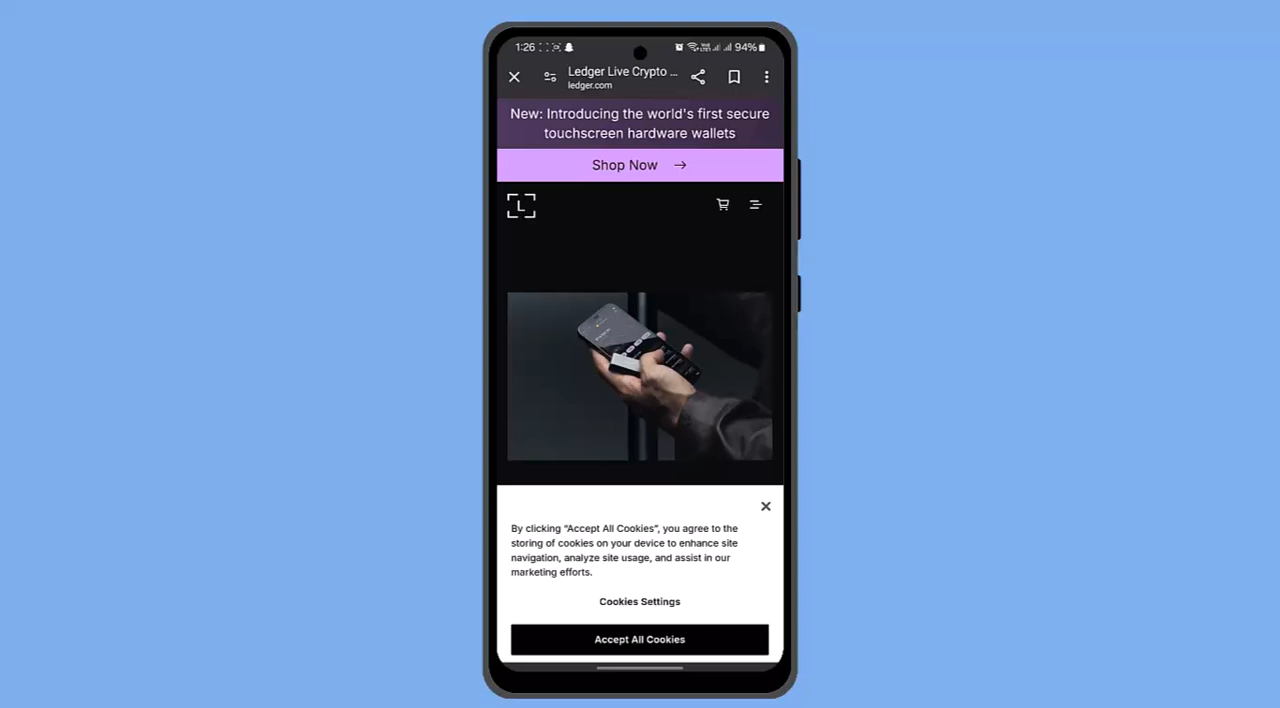 1:26 94%
Ledger Live Crypto ...
ledger.com
New: Introducing the world's first secure
touchscreen hardware wallets
Shop Now →
L
By clicking “Accept All Cookies”, you agree to the
storing of cookies on your device to enhance site
navigation, analyze site usage, and assist in our
marketing efforts.
Cookies Settings
Accept All Cookies